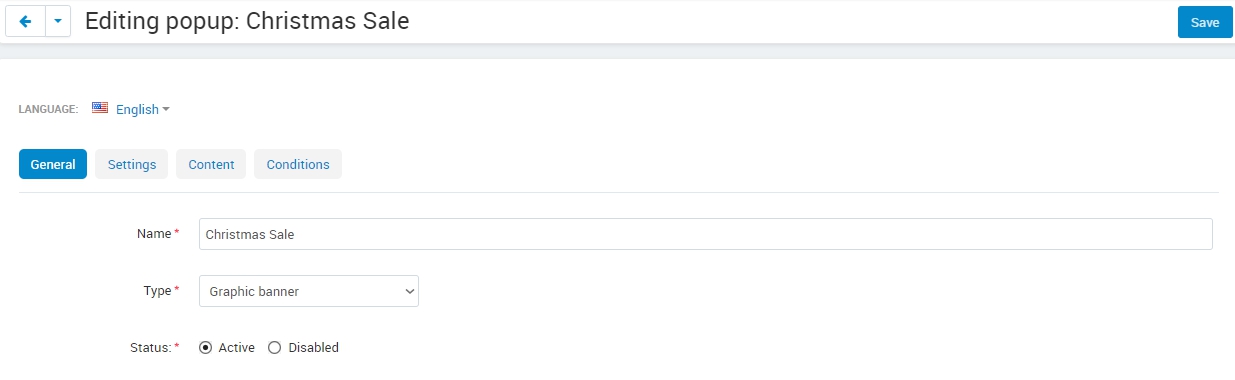 Editing popup: Christmas Sale Save
LANGUAGE: English
General Settings Content Conditions
Name * Christmas Sale
Type * Graphic banner
Status: * Active Disabled